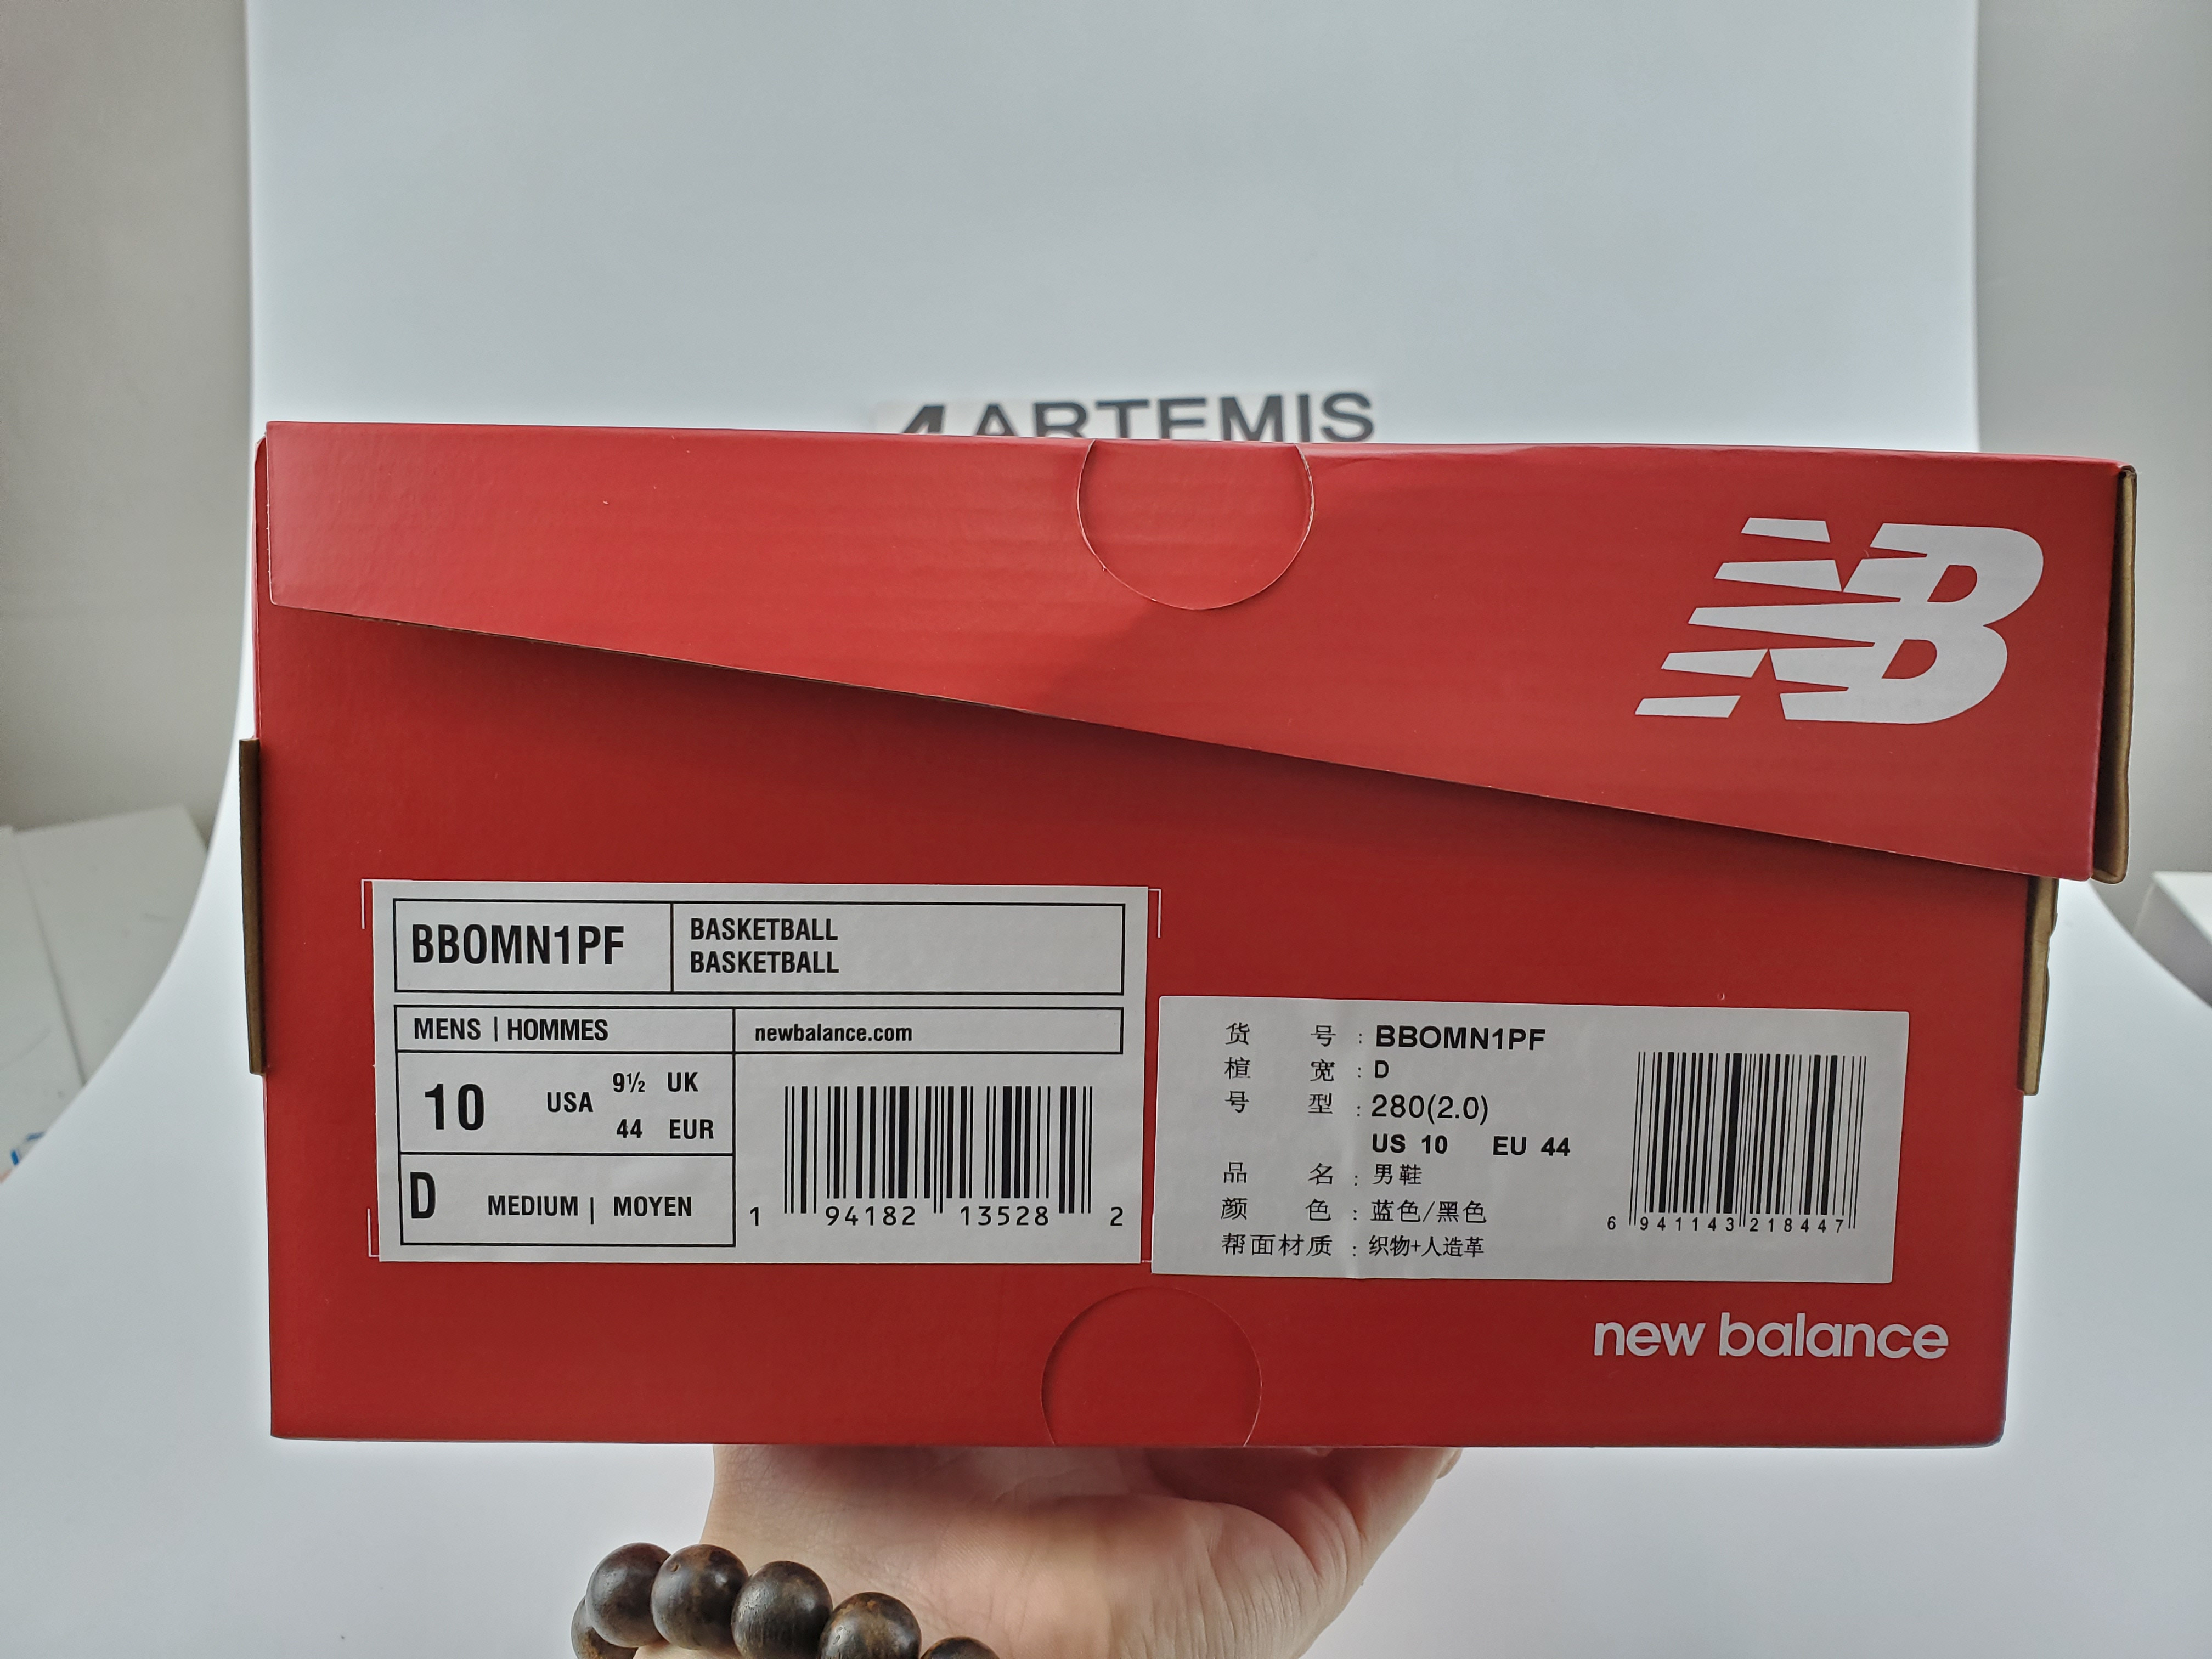 ARTEMIS
NB
BBOMN1PF
BASKETBALL
BASKETBALL
MENS | HOMMES
newbalance.com
10 USA 9½ UK
44 EUR
D MEDIUM | MOYEN
1 94182 13528 2
货 号 : BBOMN1PF
楦 宽 : D
号 型 : 280(2.0)
US 10 EU 44
品 名 : 男鞋
颜 色 : 蓝色/黑色
帮面材质 : 织物+人造革
6 941143 218447
new balance